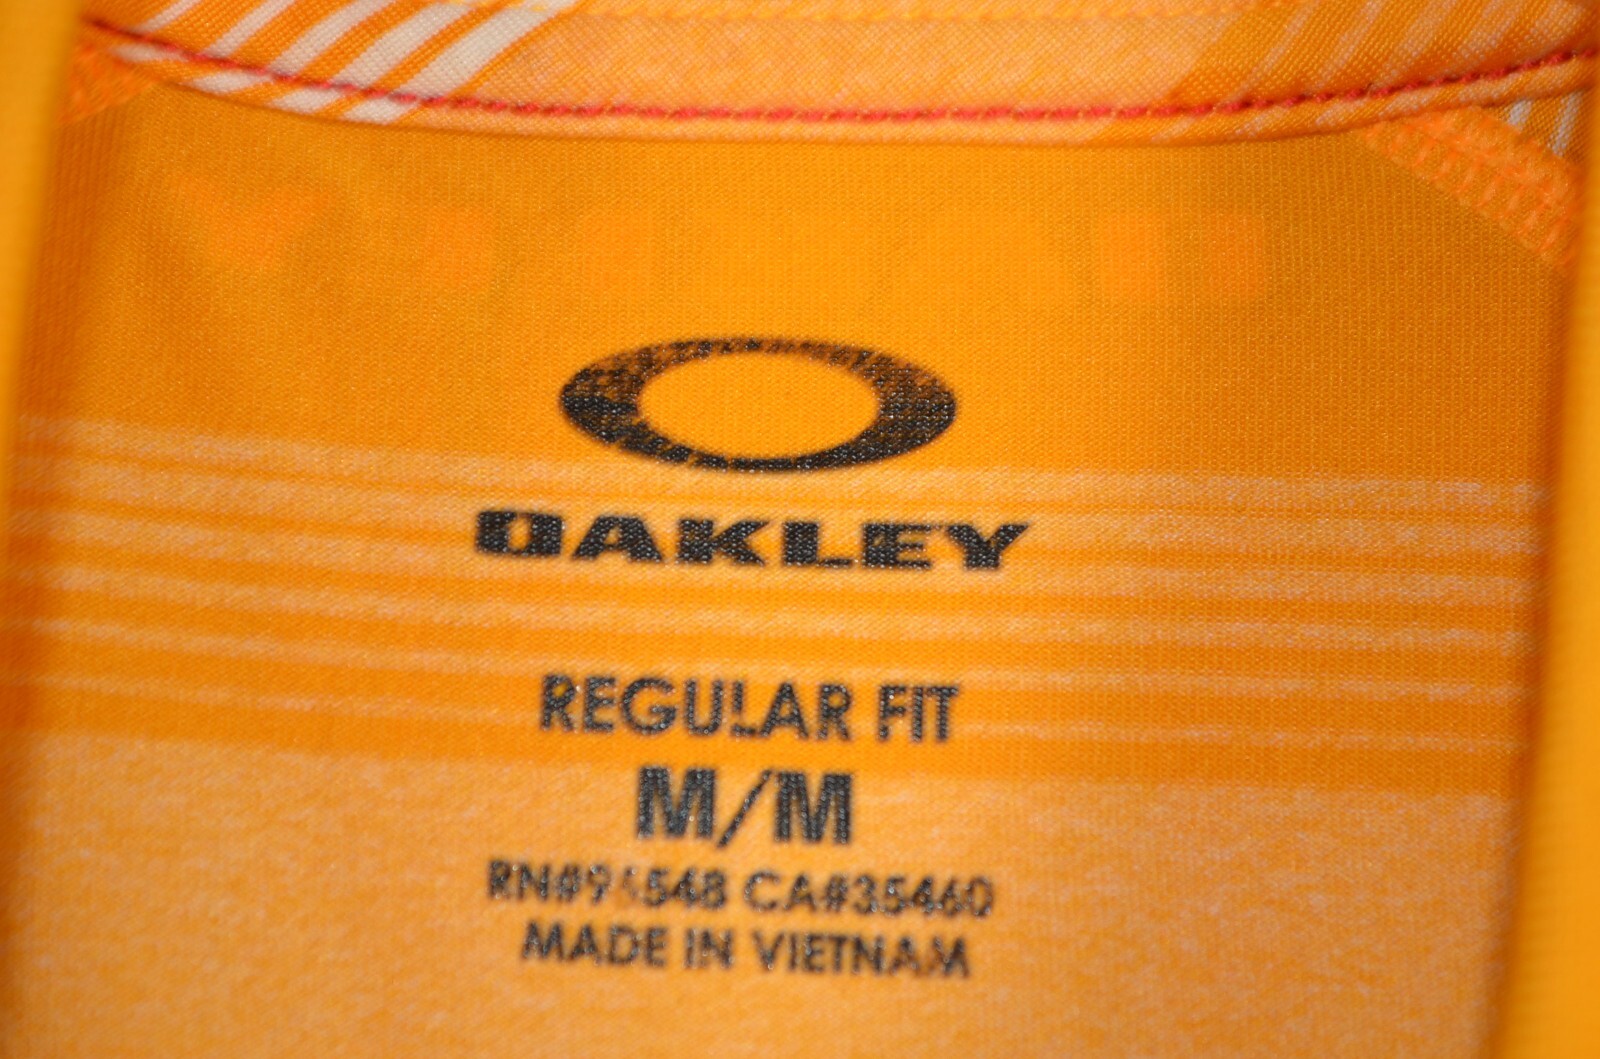 OAKLEY
REGULAR FIT
M/M
CA#35460
MADE IN VIETNAM